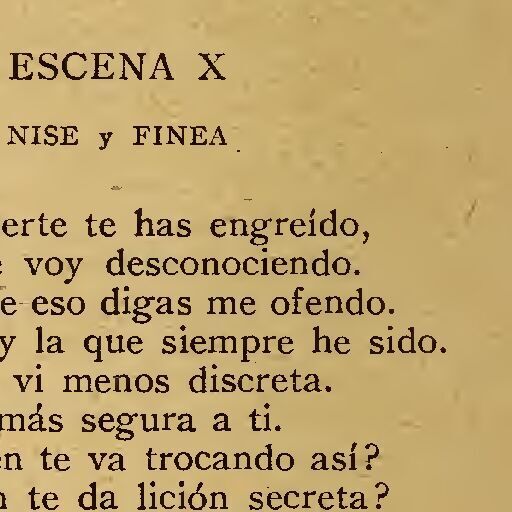 ESCENA X
NISE y FINEA
erte te has engreído,
voy desconociendo.
e eso digas me ofendo.
y la que siempre he sido.
vi menos discreta.
más segura a ti.
en te va trocando así?
te da lición secreta?